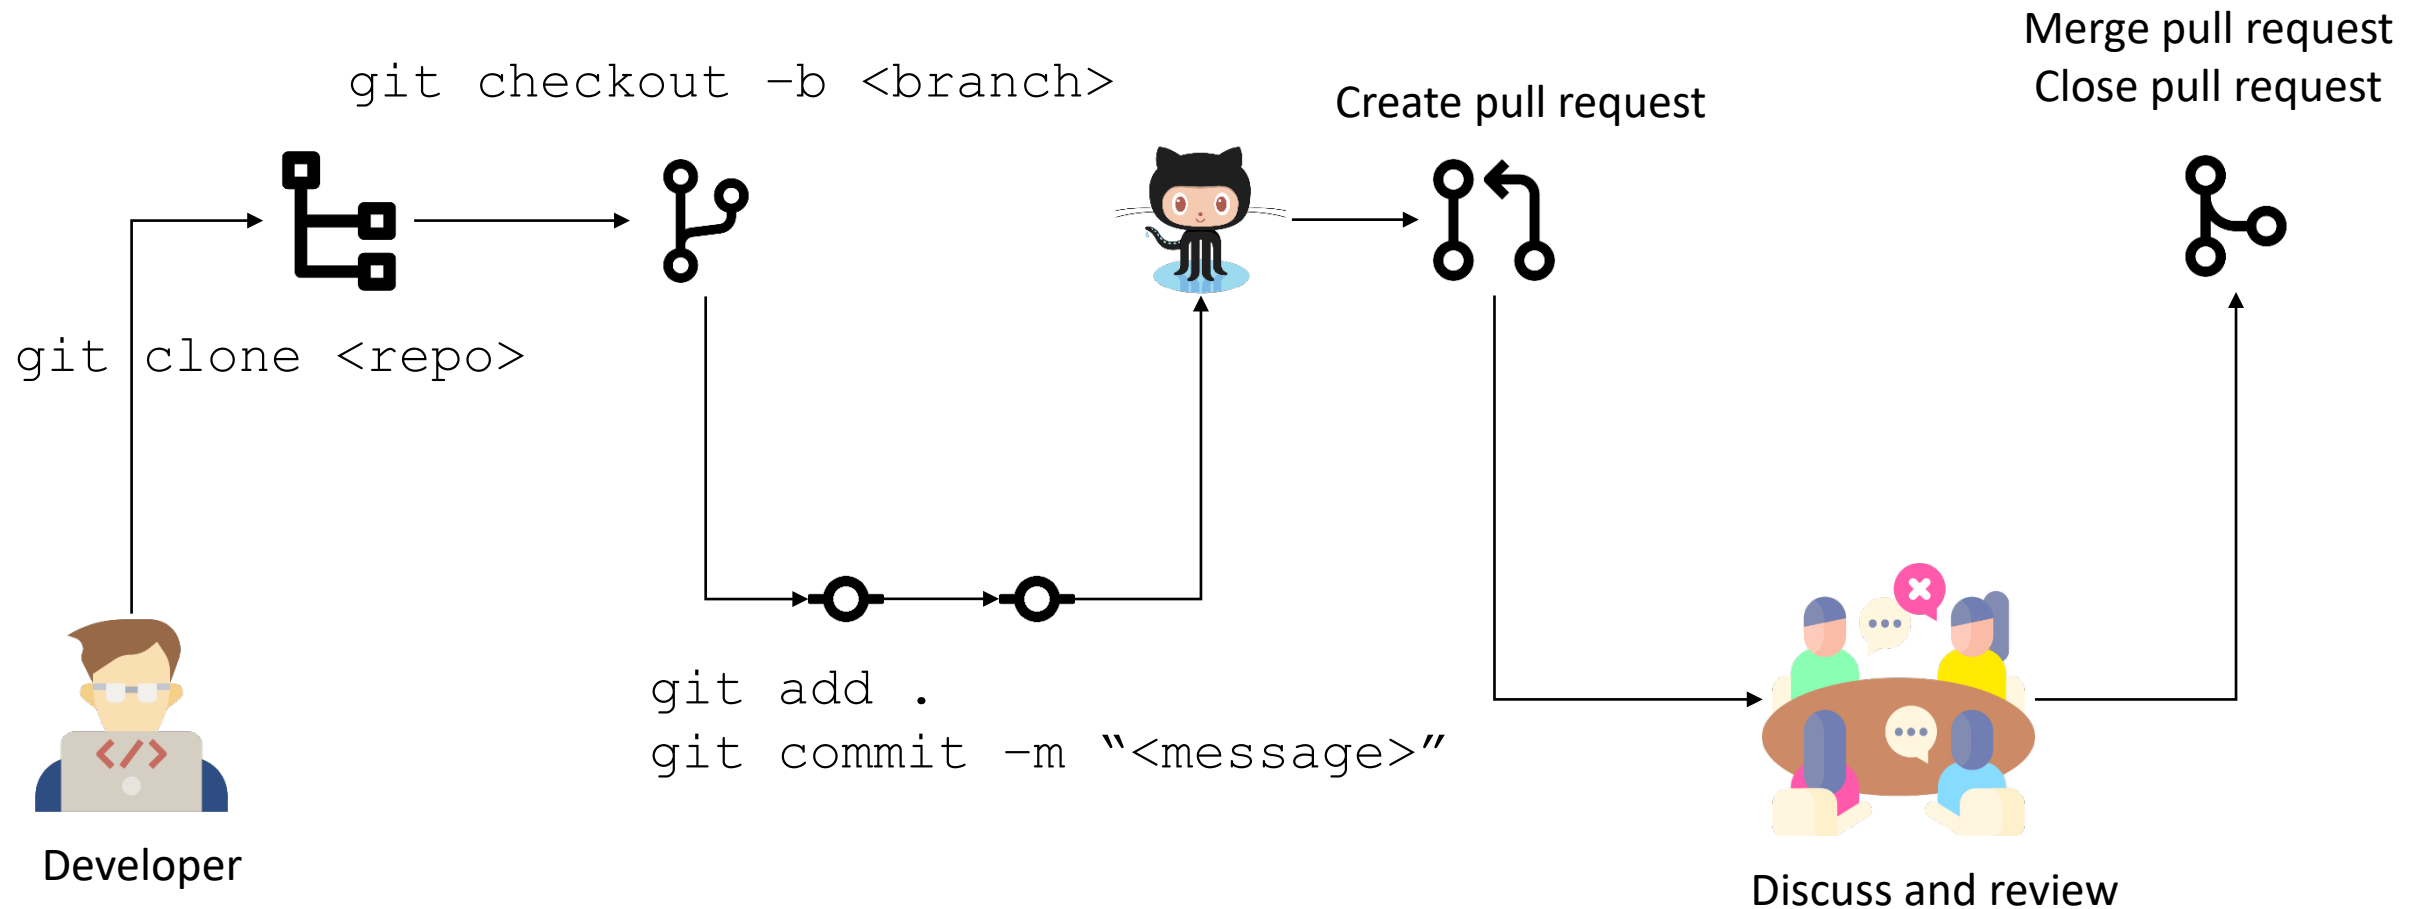 Merge pull request
Close pull request
git checkout –b <branch>
Create pull request
git clone <repo>
</>
git add .
git commit –m “<message>”
Developer
Discuss and review